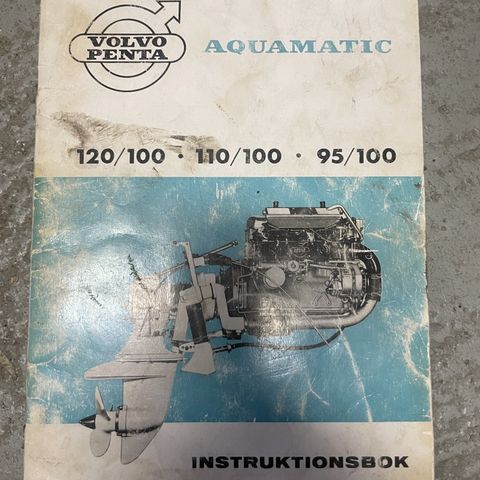 VOLVO
PENTA
AQUAMATIC
120/100 · 110/100 · 95/100
INSTRUKTIONSBOK